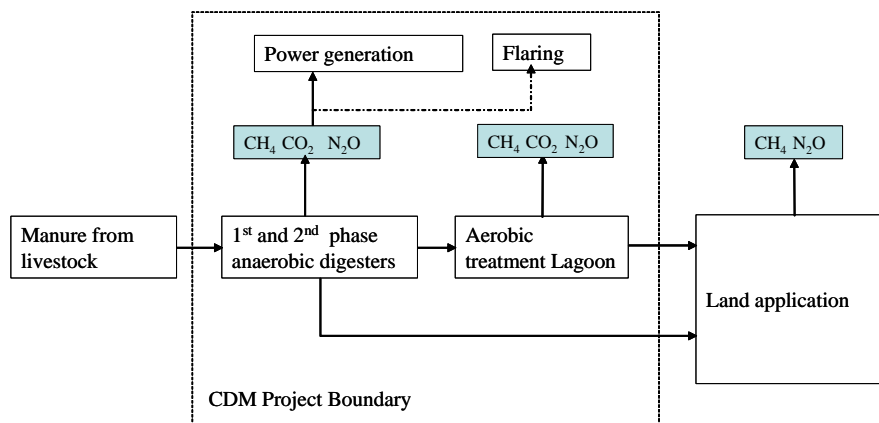 Power generation
Flaring
CH₄ CO₂ N₂O
CH₄ CO₂ N₂O
CH₄ N₂O
Manure from
livestock
1st and 2nd phase
anaerobic digesters
Aerobic
treatment Lagoon
Land application
CDM Project Boundary